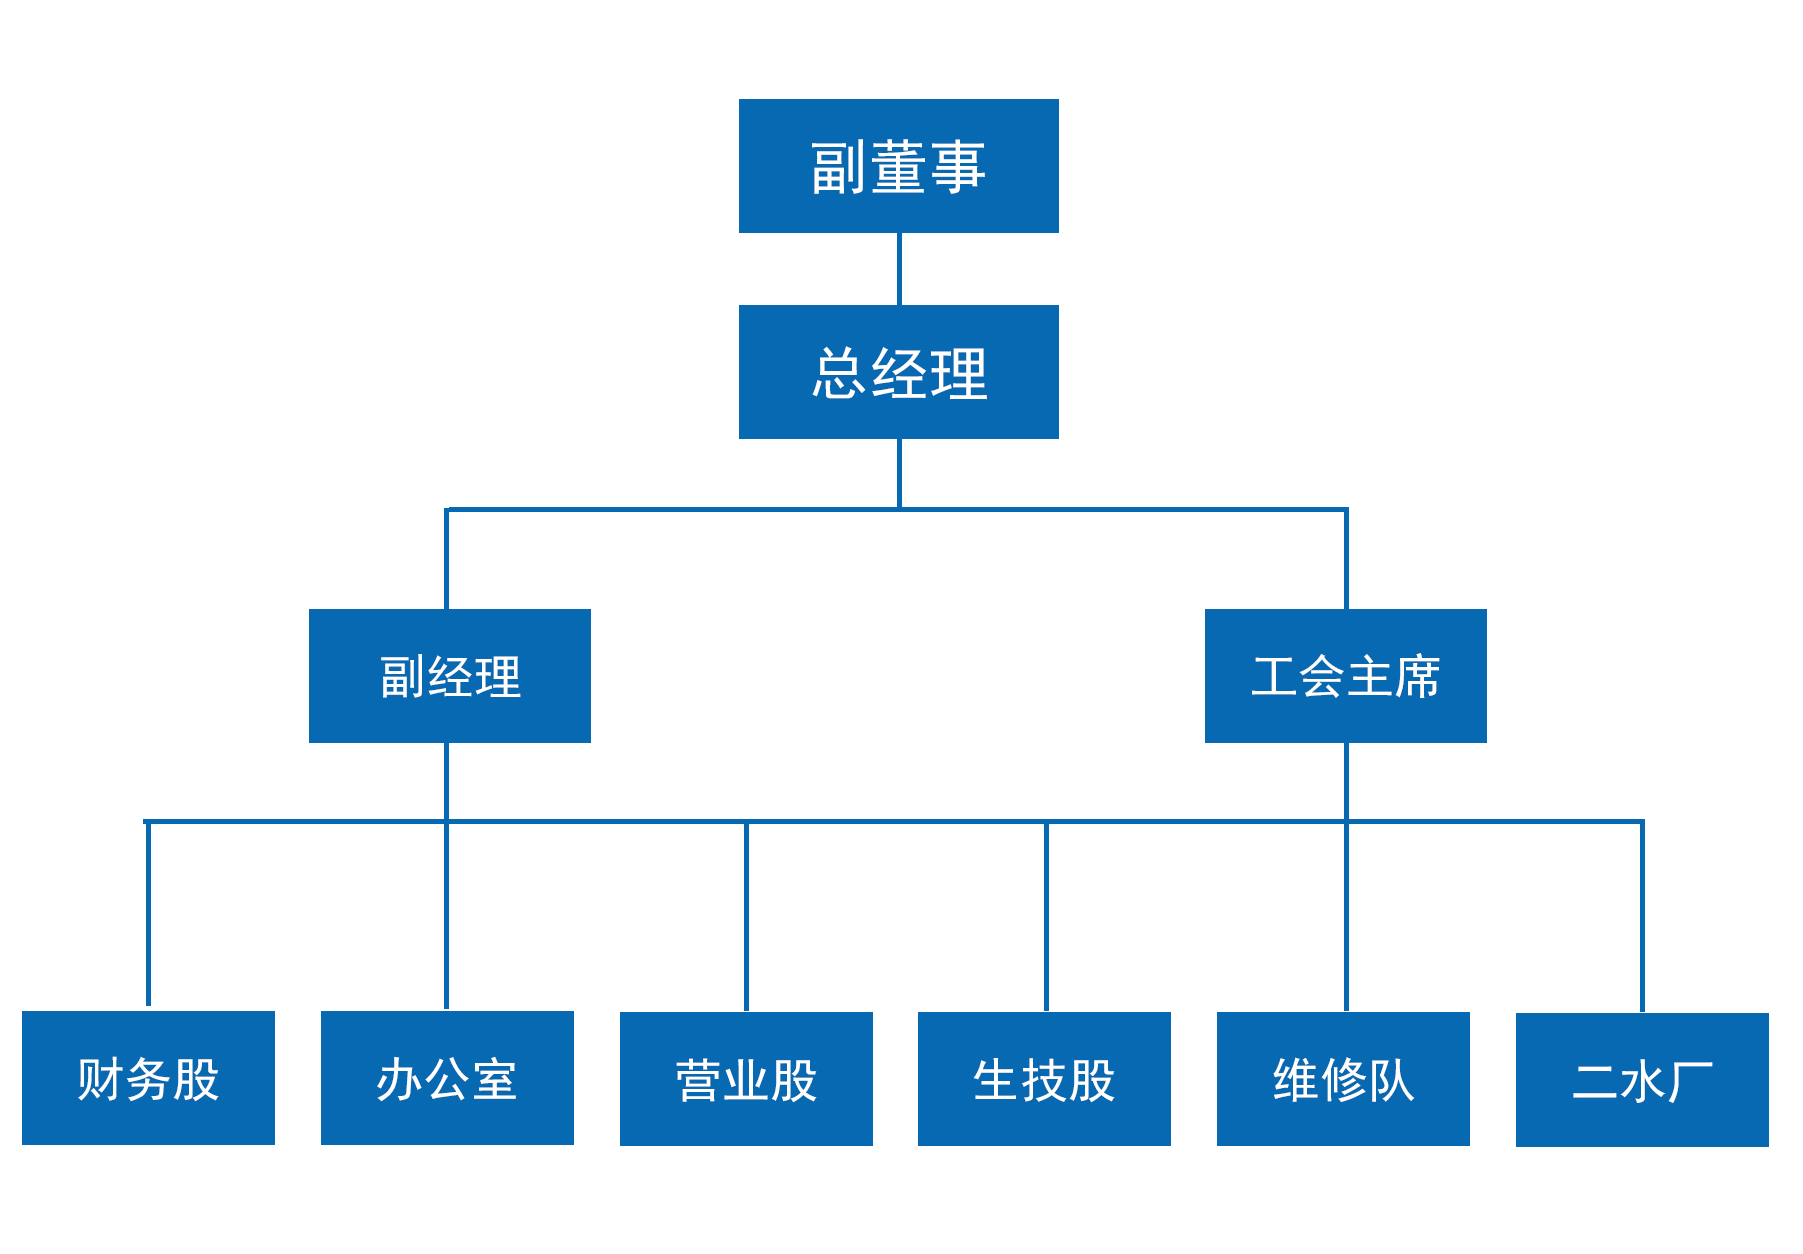 副董事
总经理
副经理
工会主席
财务股
办公室
营业股
生技股
维修队
二水厂